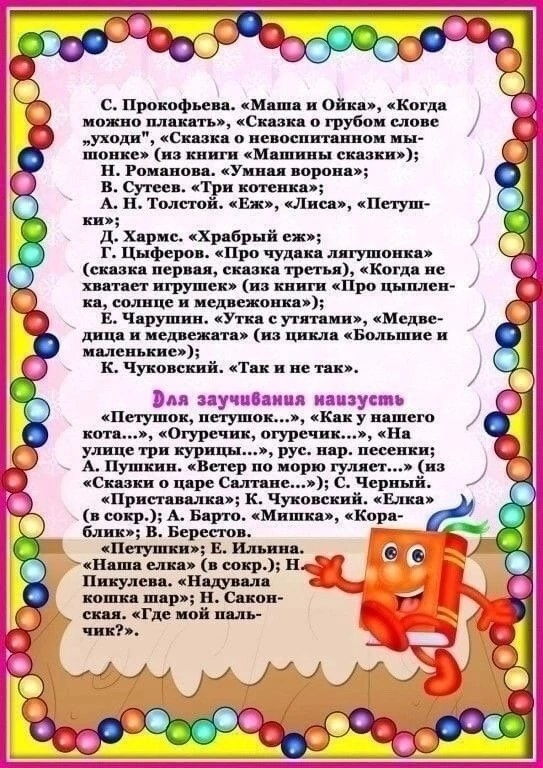 С. Прокофьева. «Маша и Ойка», «Когда
можно плакать», «Сказка о грубом слове
„уходи", «Сказка о невоспитанном мы-
шонке» (из книги «Машины сказки»);
Н. Романова. «Умная ворона»;
В. Сутеев. «Три котенка»;
А. Н. Толстой. «Еж», «Лиса», «Петуш-
ки»;
Д. Хармс. «Храбрый еж»;
Г. Цыферов. «Про чудака лягушонка»
(сказка первая, сказка третья), «Когда не
хватает игрушек» (из книги «Про цыплен-
ка, солнце и медвежонка»);
Е. Чарушин. «Утка с утятами», «Медве-
дица и медвежата» (из цикла «Большие и
маленькие»);
К. Чуковский. «Так и не так».
Для заучивания наизусть
«Петушок, петушок...», «Как у нашего
кота...», «Огуречик, огуречик...», «На
улице три курицы...», рус. нар. песенки;
А. Пушкин. «Ветер по морю гуляет...» (из
«Сказки о царе Салтане...»); С. Черный.
«Приставалка»; К. Чуковский. «Елка»
(в сокр.); А. Барто. «Мишка», «Кора-
блик»; В. Берестов.
«Петушки»; Е. Ильина.
«Наша елка» (в сокр.); Н.
Пикулева. «Надувала
кошка шар»; Н. Сакон-
ская. «Где мой паль-
чик?».